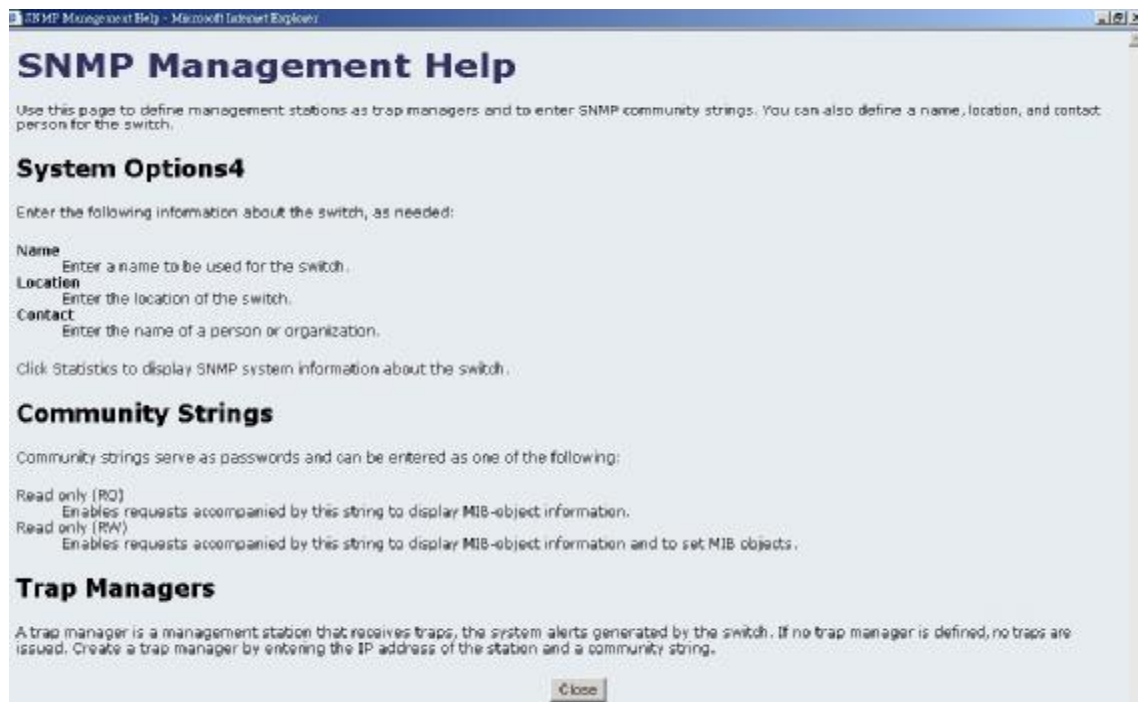 SNMP Management Help - Microsoft Internet Explorer
SNMP Management Help
Use this page to define management stations as trap managers and to enter SNMP community strings. You can also define a name, location, and contact
person for the switch.
System Options4
Enter the following information about the switch, as needed:
Name
Enter a name to be used for the switch.
Location
Enter the location of the switch.
Contact
Enter the name of a person or organization.
Click Statistics to display SNMP system information about the switch.
Community Strings
Community strings serve as passwords and can be entered as one of the following:
Read only (RO)
Enables requests accompanied by this string to display MIB-object information.
Read only (RW)
Enables requests accompanied by this string to display MIB-object information and to set MIB objects.
Trap Managers
A trap manager is a management station that receives traps, the system alerts generated by the switch. If no trap manager is defined, no traps are
issued. Create a trap manager by entering the IP address of the station and a community string.
Close